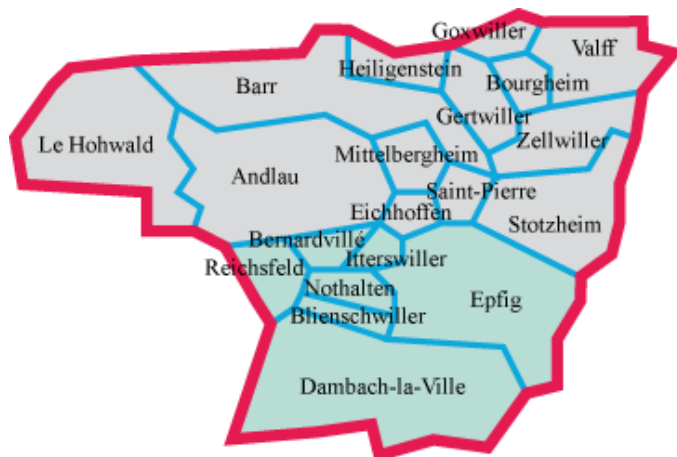 Goxwiller
Valff
Heiligenstein
Barr
Bourgheim
Gertwiller
Zellwiller
Le Hohwald
Mittelbergheim
Andlau
Saint-Pierre
Eichhoffen
Stotzheim
Bernardvillé
Itterswiller
Reichsfeld
Nothalten
Epfig
Blienschwiller
Dambach-la-Ville